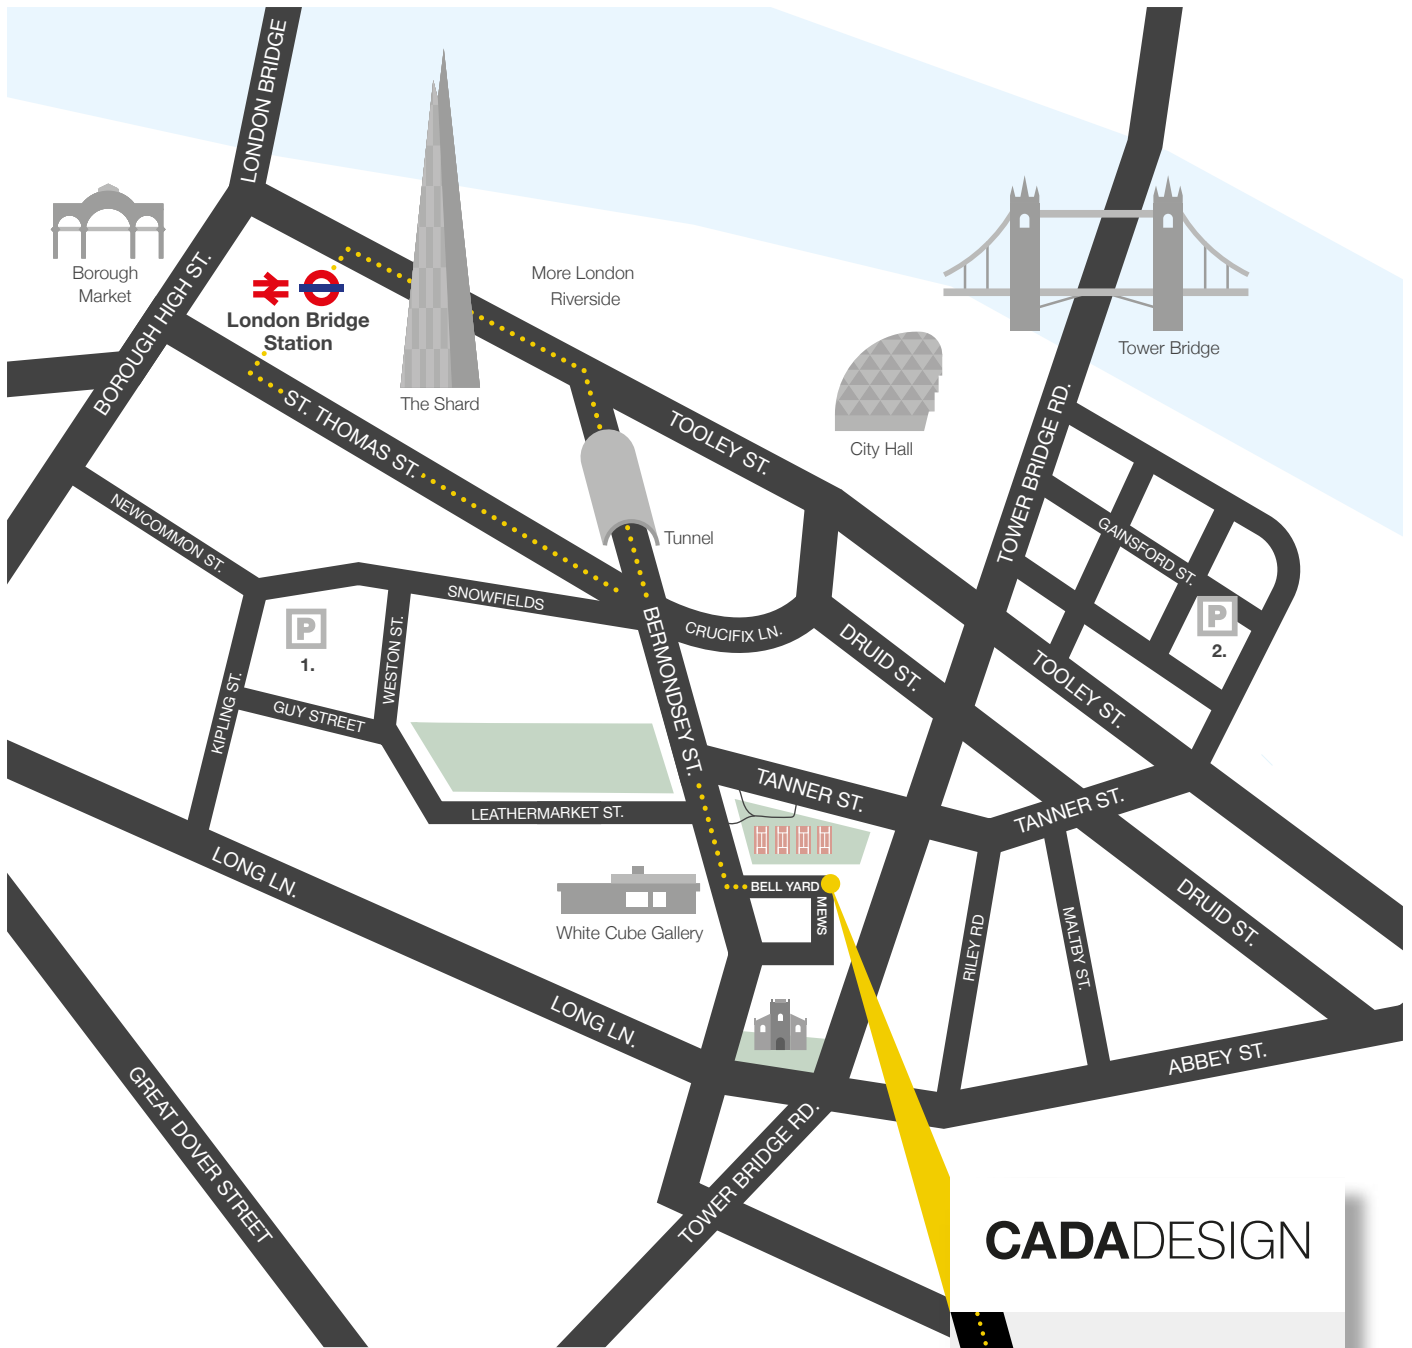 LONDON BRIDGE
Borough
Market
BOROUGH HIGH ST.
London Bridge
Station
The Shard
More London
Riverside
Tower Bridge
City Hall
TOWER BRIDGE RD.
TOOLEY ST.
ST. THOMAS ST.
Tunnel
NEWCOMMON ST.
SNOWFIELDS
GAINSFORD ST.
P
1.
P
2.
WESTON ST.
KIPLING ST.
GUY STREET
BERMONDSEY ST.
CRUCIFIX LN.
DRUID ST.
TOOLEY ST.
TANNER ST.
TANNER ST.
LEATHERMARKET ST.
LONG LN.
BELL YARD
MEWS
White Cube Gallery
RILEY RD
MALTBY ST.
DRUID ST.
LONG LN.
ABBEY ST.
GREAT DOVER STREET
TOWER BRIDGE RD.
CADADESIGN